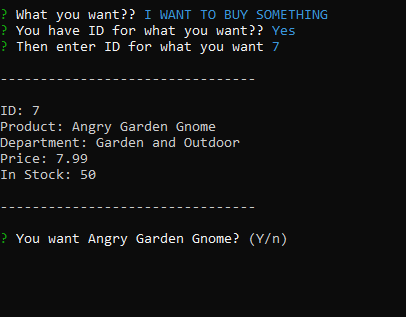 ? What you want?? I WANT TO BUY SOMETHING
? You have ID for what you want?? Yes
? Then enter ID for what you want 7
--------------------------------
ID: 7
Product: Angry Garden Gnome
Department: Garden and Outdoor
Price: 7.99
In Stock: 50
--------------------------------
? You want Angry Garden Gnome? (Y/n)